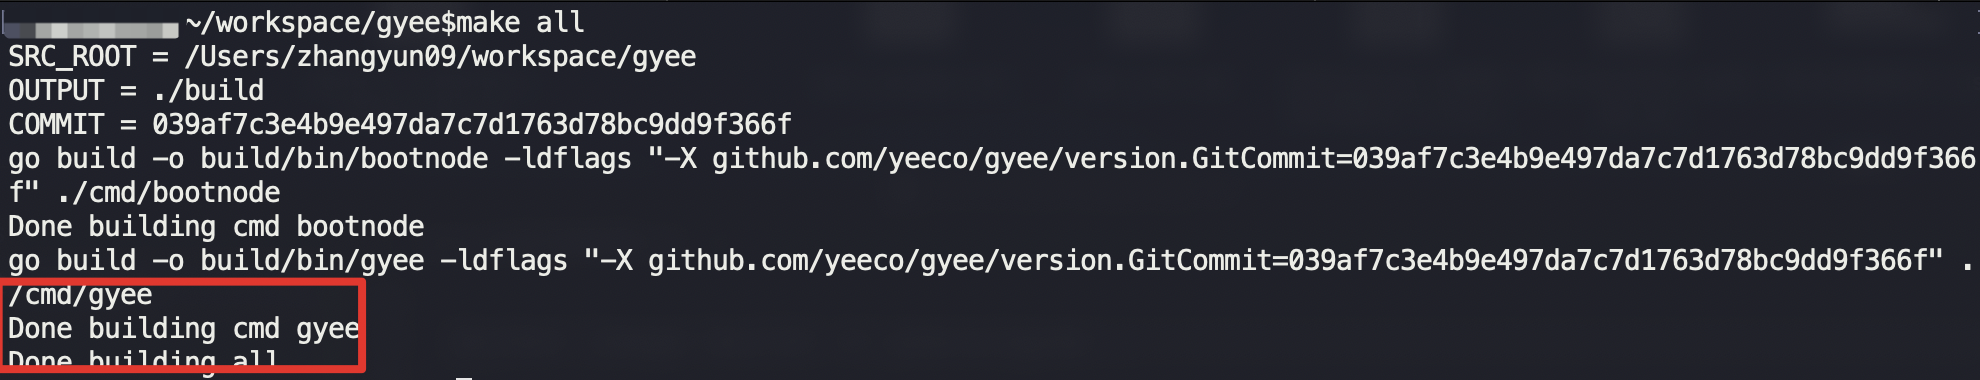 ~/workspace/gyee$make all
SRC_ROOT = /Users/zhangyun09/workspace/gyee
OUTPUT = ./build
COMMIT = 039af7c3e4b9e497da7c7d1763d78bc9dd9f366f
go build -o build/bin/bootnode -ldflags "-X github.com/yeeco/gyee/version.GitCommit=039af7c3e4b9e497da7c7d1763d78bc9dd9f366
f" ./cmd/bootnode
Done building cmd bootnode
go build -o build/bin/gyee -ldflags "-X github.com/yeeco/gyee/version.GitCommit=039af7c3e4b9e497da7c7d1763d78bc9dd9f366f" .
/cmd/gyee
Done building cmd gyee
Done building all